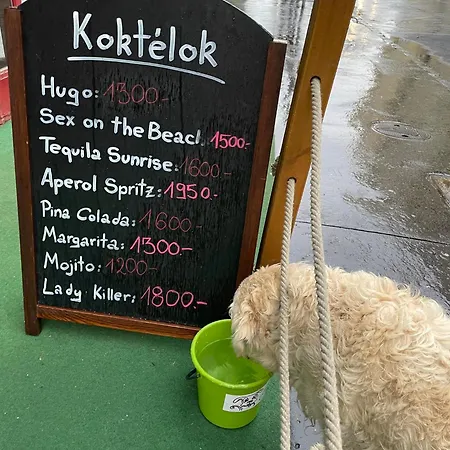 Koktélok
Hugo: 1300.-
Sex on the Beach 1500.-
Tequila Sunrise: 1600.-
Aperol Spritz: 1950.-
Pina Colada: 1600.-
Margarita: 1300.-
Mojito: 1200.-
Lady Killer: 1800.-